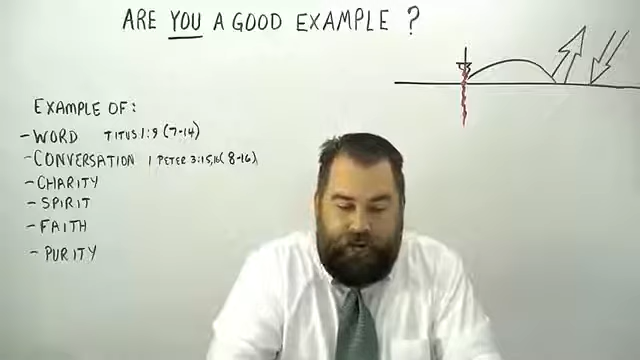 ARE YOU A GOOD EXAMPLE ?
EXAMPLE OF:
- WORD TITUS 1:9 (7-14)
- CONVERSATION 1 PETER 3:15,16 (8-16)
- CHARITY
- SPIRIT
- FAITH
- PURITY